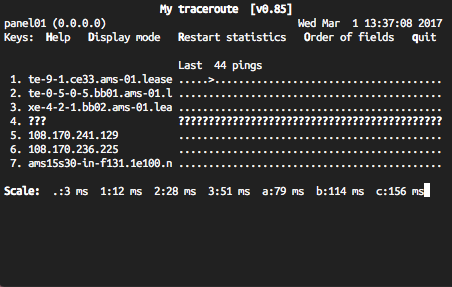 My traceroute [v0.85]
panel01 (0.0.0.0) Wed Mar 1 13:37:08 2017
Keys: Help Display mode Restart statistics Order of fields quit
Last 44 pings
1. te-9-1.ce33.ams-01.lease .....>......................................
2. te-0-5-0-5.bb01.ams-01.l ............................................
3. xe-4-2-1.bb02.ams-01.lea ............................................
4. ??? ????????????????????????????????????????????
5. 108.170.241.129 ............................................
6. 108.170.236.225 ............................................
7. ams15s30-in-f131.1e100.n ............................................
Scale: .:3 ms 1:12 ms 2:28 ms 3:51 ms a:79 ms b:114 ms c:156 ms